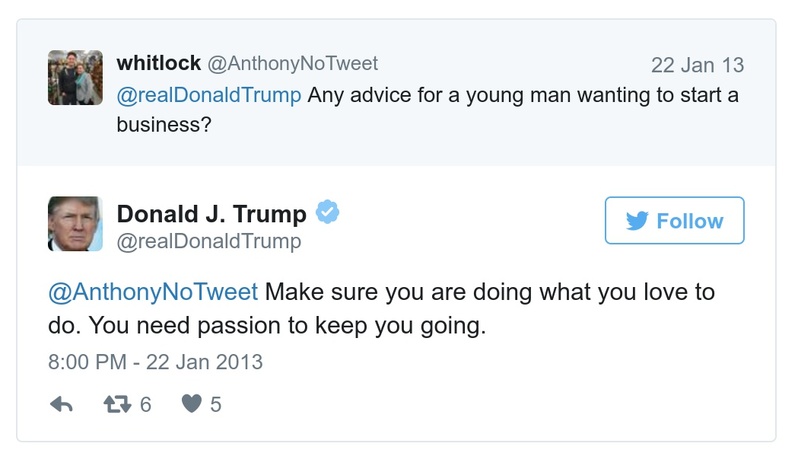 whitlock @AnthonyNoTweet 22 Jan 13
@realDonaldTrump Any advice for a young man wanting to start a
business?
Donald J. Trump
@realDonaldTrump
Follow
@AnthonyNoTweet Make sure you are doing what you love to
do. You need passion to keep you going.
8:00 PM - 22 Jan 2013
6 5